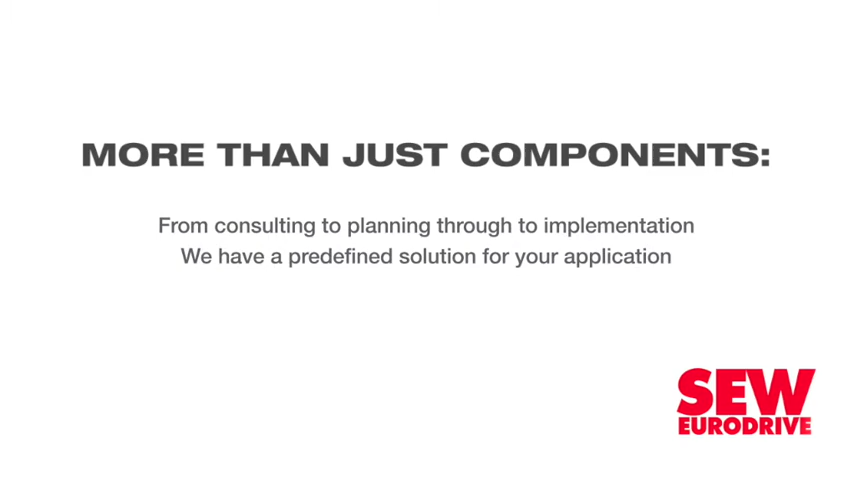 MORE THAN JUST COMPONENTS:
From consulting to planning through to implementation
We have a predefined solution for your application
SEW
EURODRIVE